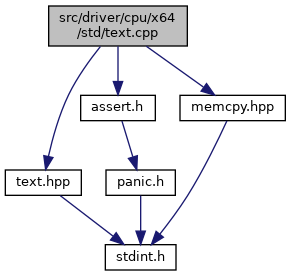 src/driver/cpu/x64
/std/text.cpp
assert.h
memcpy.hpp
text.hpp
panic.h
stdint.h